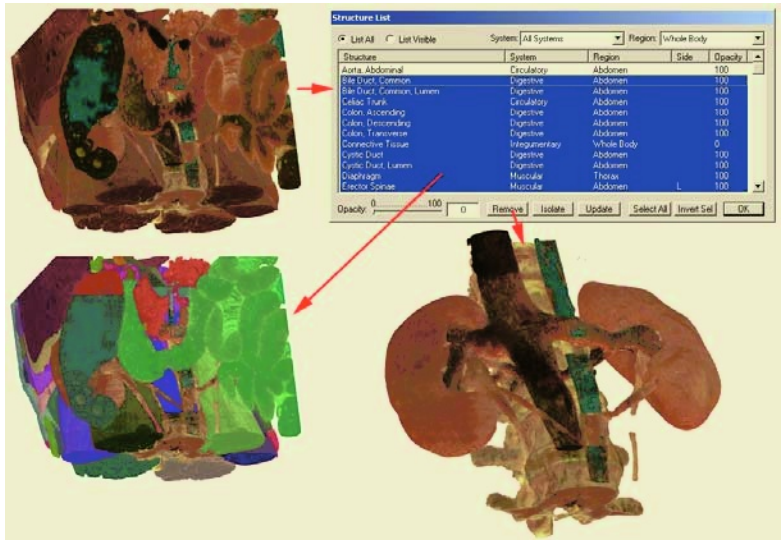 Structure List
List All List Visible System: All Systems Region: Whole Body
Structure System Region Side Opacity
Aorta, Abdominal Circulatory Abdomen 100
Bile Duct, Common Digestive Abdomen 100
Bile Duct, Common, Lumen Digestive Abdomen 100
Celiac Trunk Circulatory Abdomen 100
Colon, Ascending Digestive Abdomen 100
Colon, Descending Digestive Abdomen 100
Colon, Transverse Digestive Abdomen 100
Connective Tissue Integumentary Whole Body 0
Cystic Duct Digestive Abdomen 100
Cystic Duct, Lumen Digestive Abdomen 100
Diaphragm Muscular Thorax 100
Erector Spinae Muscular Abdomen L 100
Opacity: 0 100 0 Remove Isolate Update Select All Invert Sel OK